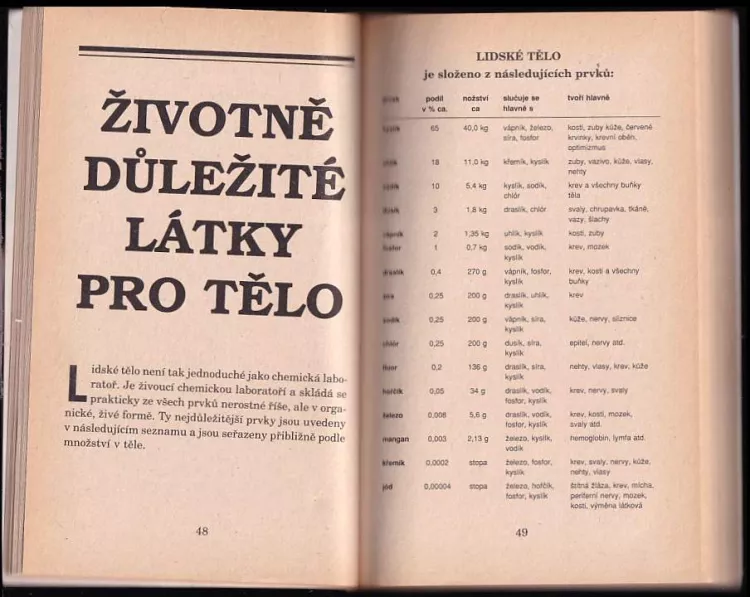 ŽIVOTNĚ
DŮLEŽITÉ
LÁTKY
PRO TĚLO
Lidské tělo není tak jednoduché jako chemická labo-
ratoř. Je živoucí chemickou laboratoří a skládá se
prakticky ze všech prvků nerostné říše, ale v orga-
nické, živé formě. Ty nejdůležitější prvky jsou uvedeny
v následujícím seznamu a jsou seřazeny přibližně podle
množství v těle.
48
LIDSKÉ TĚLO
je složeno z následujících prvků:
podíl nožství slučuje se tvoří hlavně
v % ca. ca hlavně s
65 40,0 kg vápník, železo, kosti, zuby kůže, červené
síra, fosfor krvinky, krevní oběh,
optimizmus
18 11,0 kg křemík, kyslík zuby, vazivo, kůže, vlasy,
nehty
10 5,4 kg kyslík, sodík, krev a všechny buňky
chlór těla
3 1,8 kg draslík, chlór svaly, chrupavka, tkáně,
vazy, šlachy
vápník 2 1,35 kg uhlík, kyslík kosti, zuby
fosfor 1 0,7 kg sodík, vodík, krev, mozek
kyslík
draslík 0,4 270 g vápník, fosfor, krev, kosti a všechny
kyslík buňky
síra 0,25 200 g draslík, uhlík, krev
kyslík
sodík 0,25 200 g vápník, síra, kůže, nervy, sliznice
kyslík
chlór 0,25 200 g dusík, síra, epitel, nervy atd.
kyslík
fluor 0,2 136 g draslík, síra, nehty, vlasy, krev, kůže
kyslík
hořčík 0,05 34 g draslík, vodík, krev, nervy, svaly
fosfor, kyslík
železo 0,008 5,6 g draslík, vodík, krev, kosti, mozek,
fosfor, kyslík svaly atd.
mangan 0,003 2,13 g železo, kyslík, hemoglobin, lymfa atd.
vodík
křemík 0,0002 stopa železo, fosfor, krev, svaly, nervy, kůže,
kyslík nehty, vlasy
jód 0,00004 stopa železo, hořčík, štítná žláza, krev, mícha,
fosfor, kyslík periferní nervy, mozek,
kosti, výměna látková
49